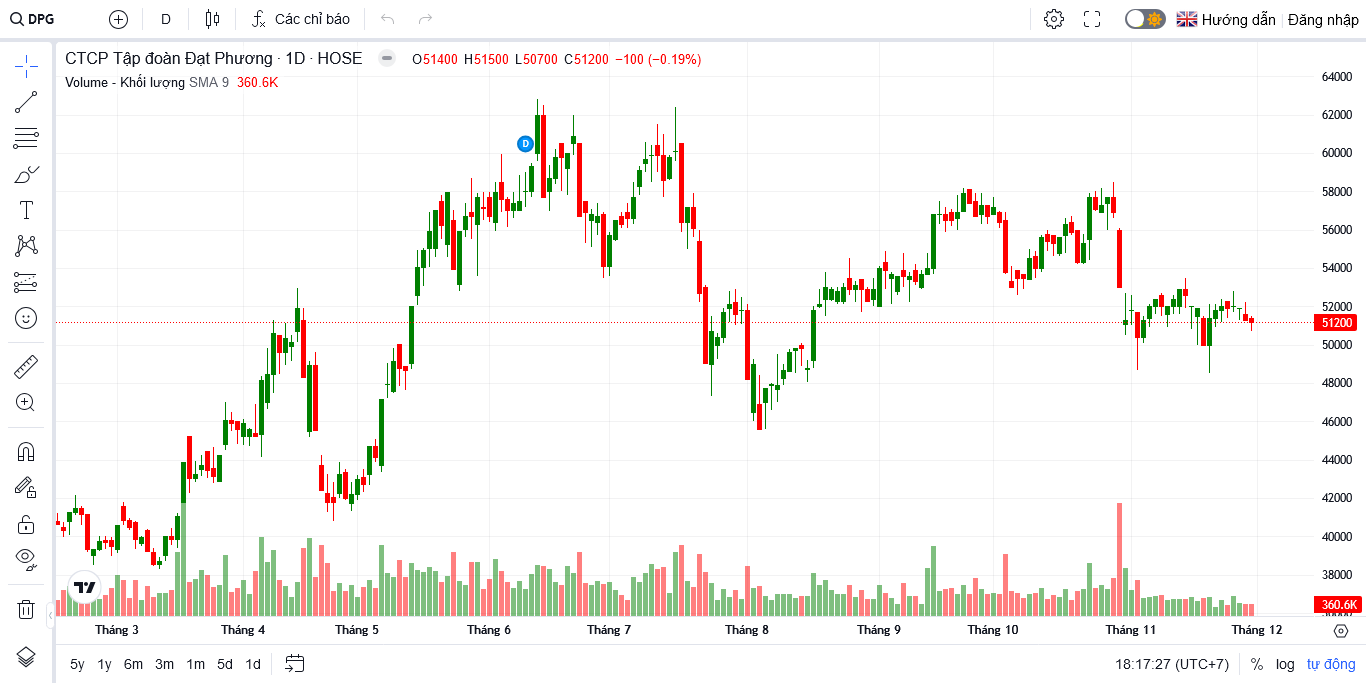 DPG D Các chỉ báo Hướng dẫn Đăng nhập
CTCP Tập đoàn Đạt Phương · 1D · HOSE O51400 H51500 L50700 C51200 −100 (−0.19%)
Volume - Khối lượng SMA 9 360.6K
64000
62000
D
60000
58000
56000
54000
52000
51200
50000
48000
46000
44000
42000
40000
38000
360.6K
Tháng 3 Tháng 4 Tháng 5 Tháng 6 Tháng 7 Tháng 8 Tháng 9 Tháng 10 Tháng 11 Tháng 12
5y 1y 6m 3m 1m 5d 1d 18:17:27 (UTC+7) % log tự động